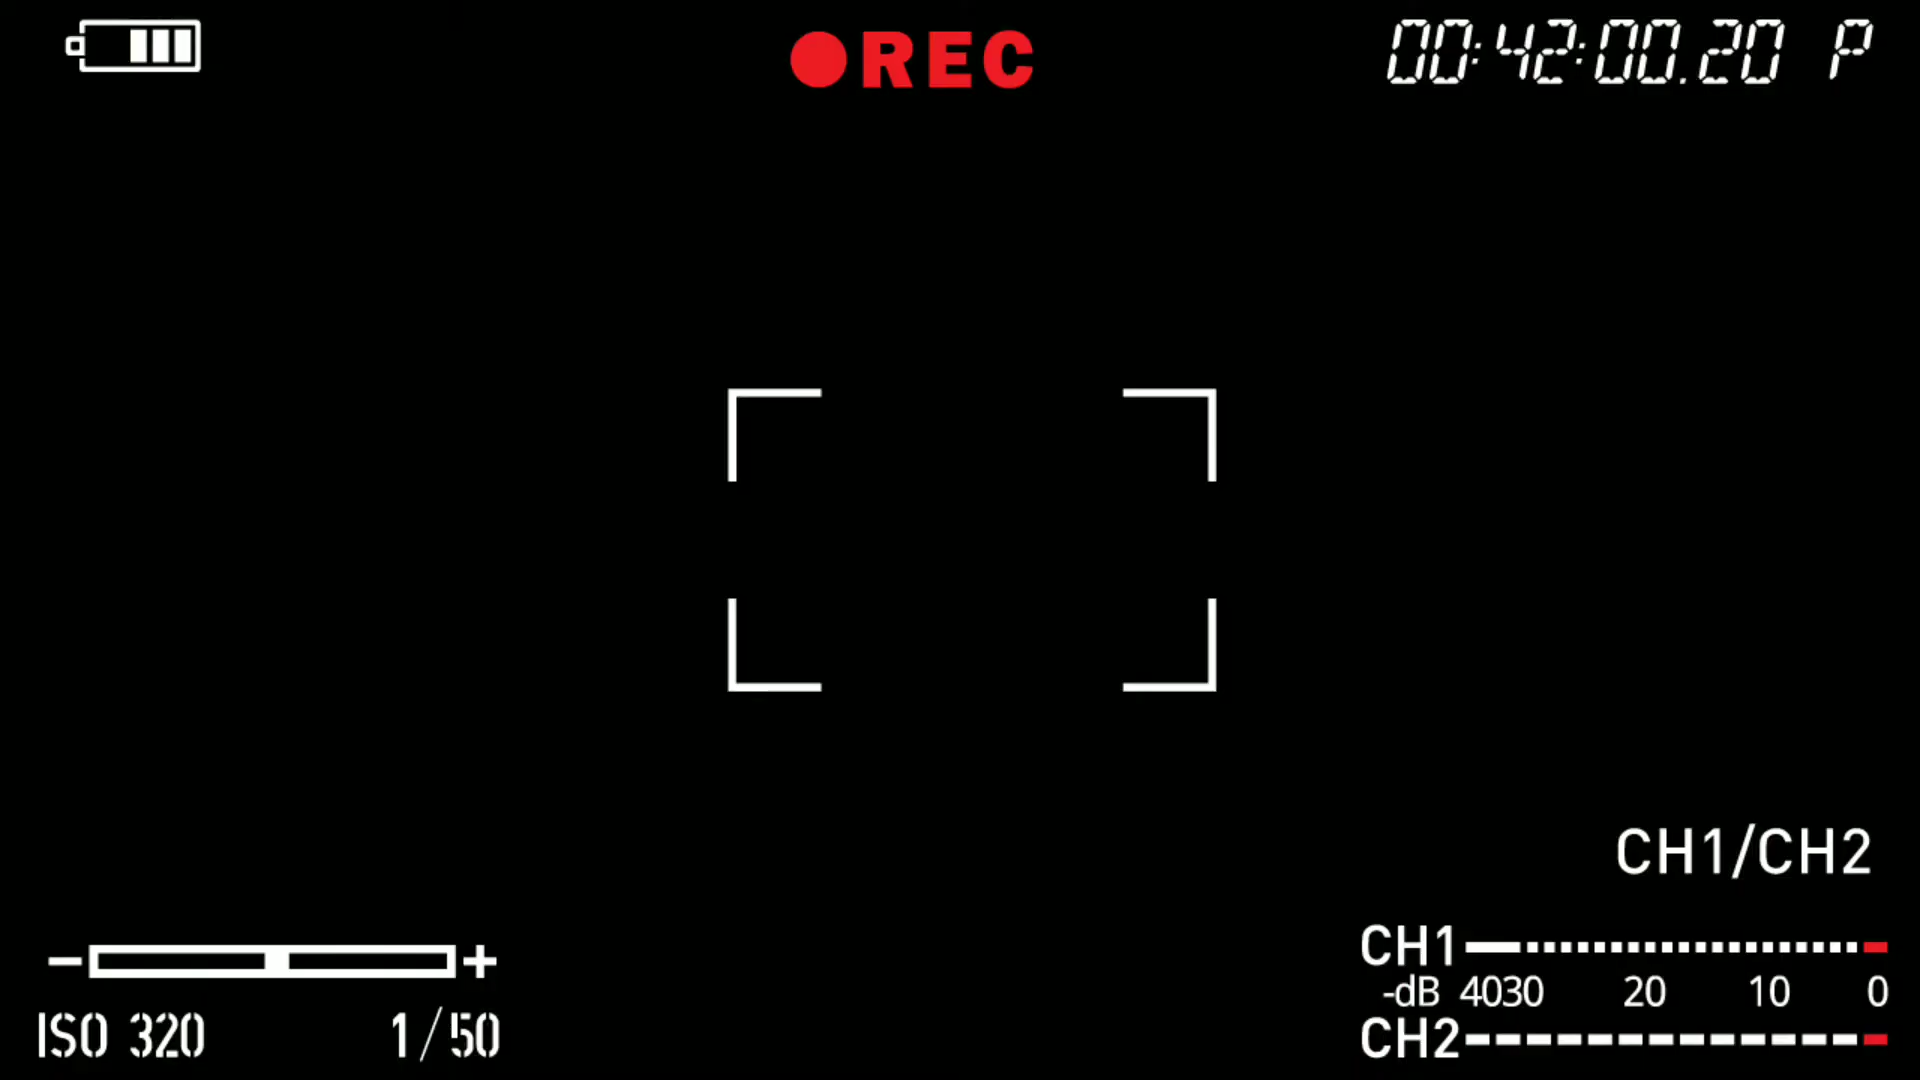 REC
00:42:00.20 P
CH1/CH2
CH1
-dB 4030 20 10 0
CH2
- +
ISO 320 1/50